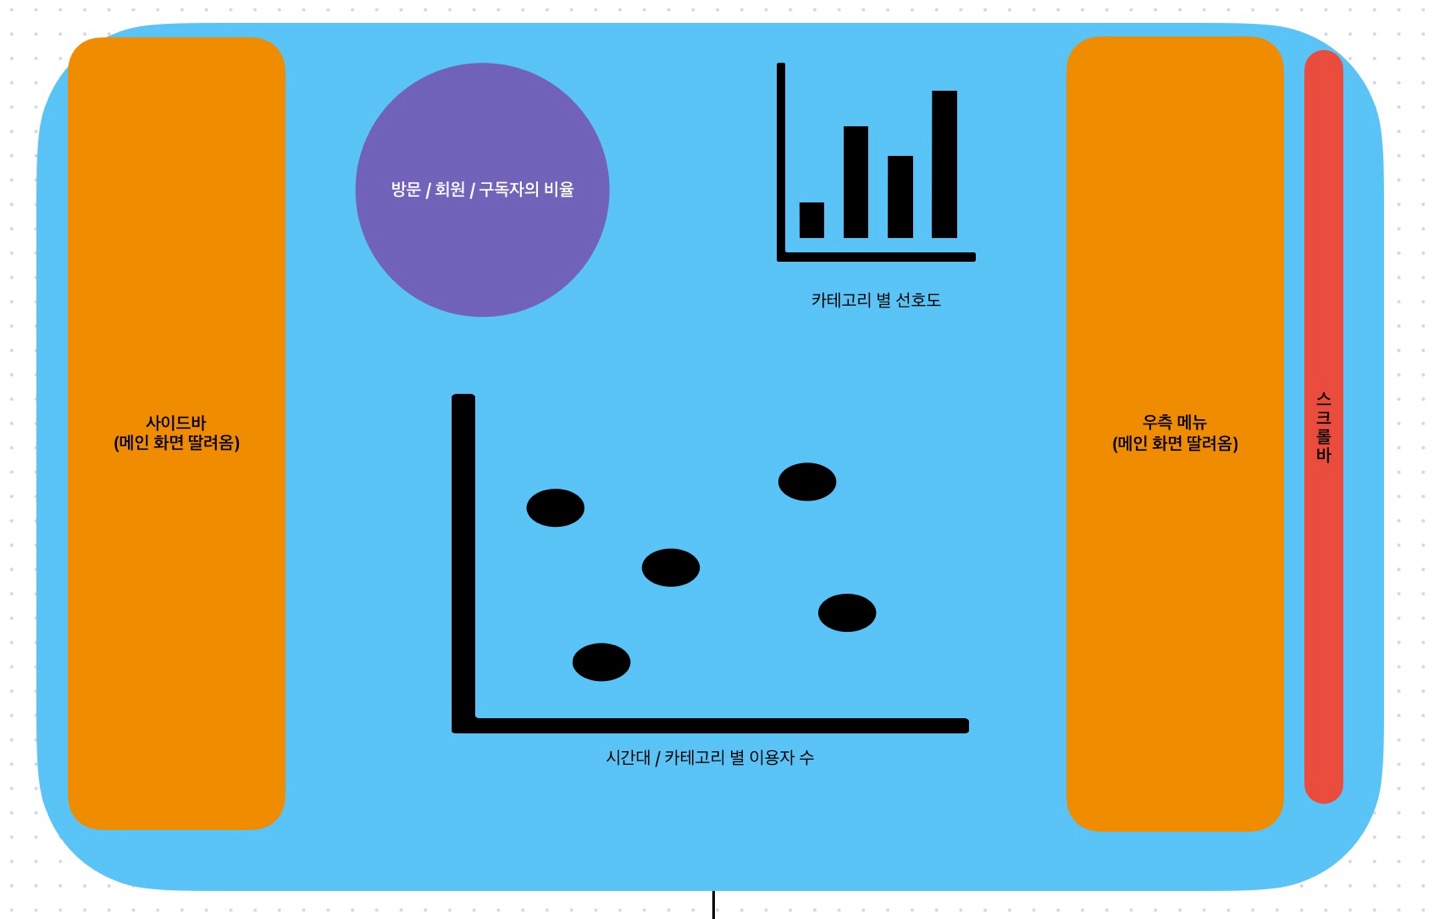 방문 / 회원 / 구독자의 비율
카테고리 별 선호도
사이드바
(메인 화면 딸려옴)
우측 메뉴
(메인 화면 딸려옴)
스크롤바
시간대 / 카테고리 별 이용자 수